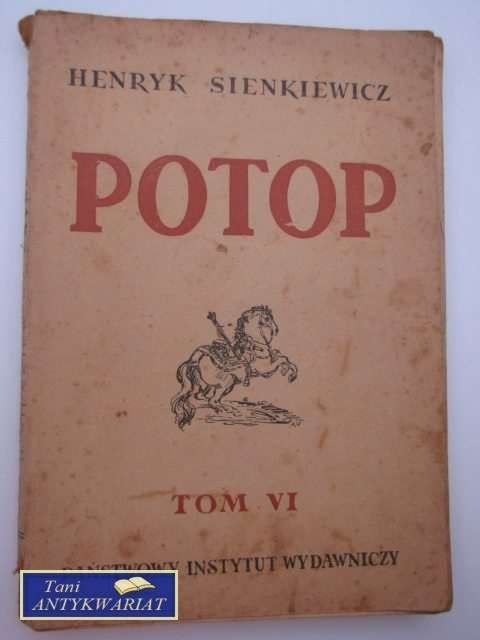 HENRYK SIENKIEWICZ
POTOP
TOM VI
PAŃSTWOWY INSTYTUT WYDAWNICZY
Tani
ANTYKWARIAT